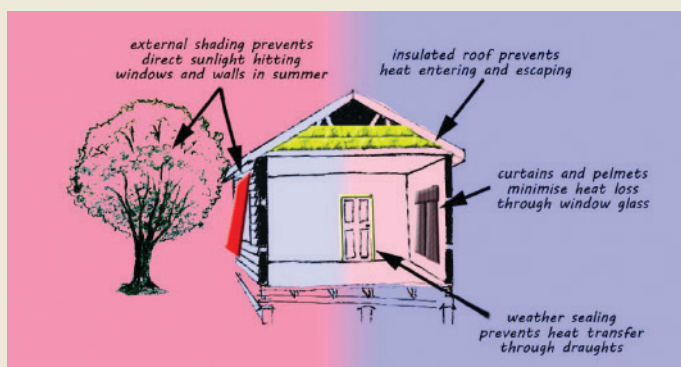 external shading prevents
direct sunlight hitting
windows and walls in summer
insulated roof prevents
heat entering and escaping
curtains and pelmets
minimise heat loss
through window glass
weather sealing
prevents heat transfer
through draughts